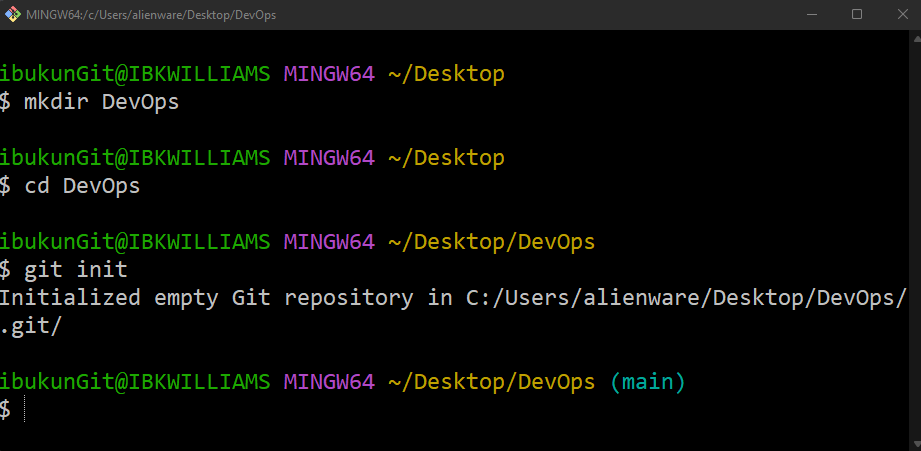 MINGW64:/c/Users/alienware/Desktop/DevOps
ibukunGit@IBKWILLIAMS MINGW64 ~/Desktop
$ mkdir DevOps
ibukunGit@IBKWILLIAMS MINGW64 ~/Desktop
$ cd DevOps
ibukunGit@IBKWILLIAMS MINGW64 ~/Desktop/DevOps
$ git init
Initialized empty Git repository in C:/Users/alienware/Desktop/DevOps/
.git/
ibukunGit@IBKWILLIAMS MINGW64 ~/Desktop/DevOps (main)
$